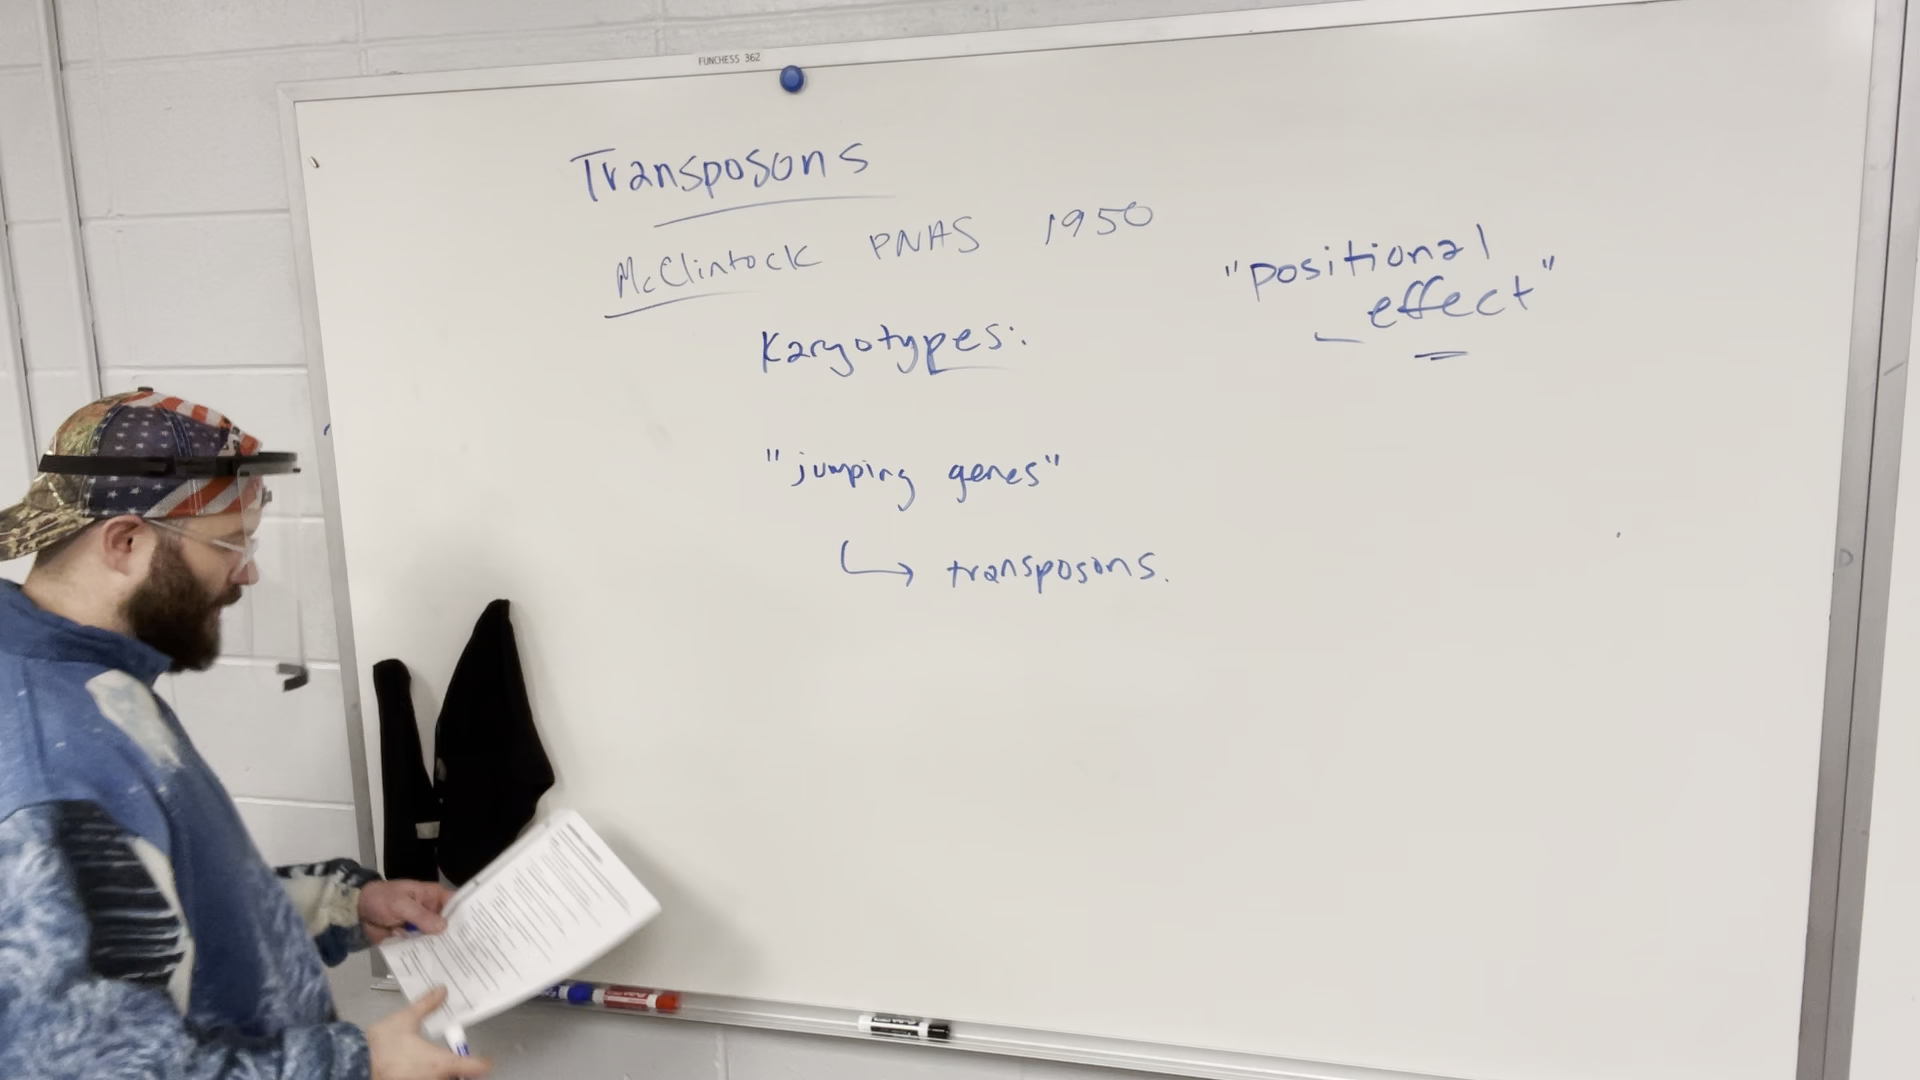 FUNCHESS 362
Transposons
McClintock PNAS 1950
"positional
effect"
Karyotypes:
"jumping genes"
transposons.